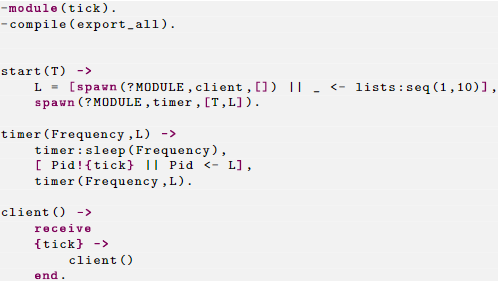 -module(tick).
-compile(export_all).
start(T) ->
L = [spawn(?MODULE,client,[]) || _ <- lists:seq(1,10)],
spawn(?MODULE,timer,[T,L]).
timer(Frequency,L) ->
timer:sleep(Frequency),
[ Pid!{tick} || Pid <- L],
timer(Frequency,L).
client() ->
receive
{tick} ->
client()
end.